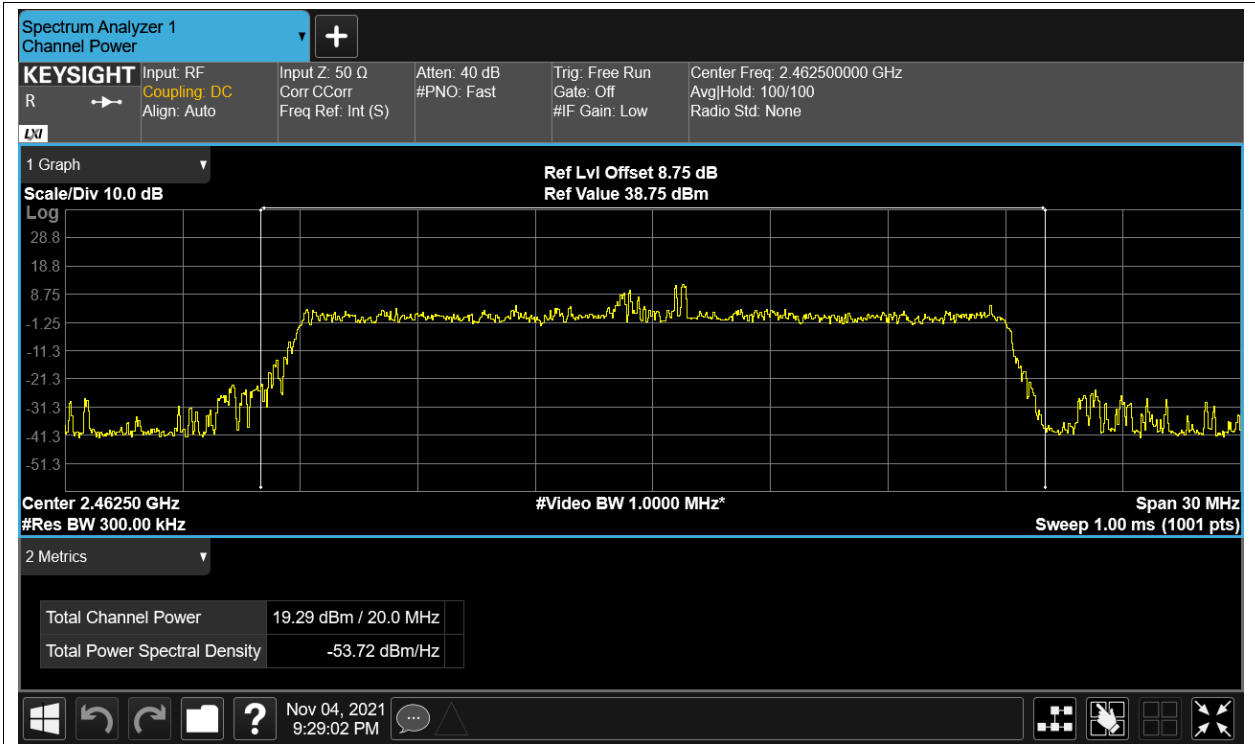 Spectrum Analyzer 1
Channel Power
KEYSIGHT
R
LXI
Input: RF
Coupling: DC
Align: Auto
Input Z: 50 Ω
Corr CCorr
Freq Ref: Int (S)
Atten: 40 dB
#PNO: Fast
Trig: Free Run
Gate: Off
#IF Gain: Low
Center Freq: 2.462500000 GHz
Avg|Hold: 100/100
Radio Std: None
1 Graph
Scale/Div 10.0 dB
Ref Lvl Offset 8.75 dB
Ref Value 38.75 dBm
Log
28.8
18.8
8.75
-1.25
-11.3
-21.3
-31.3
-41.3
-51.3
Center 2.46250 GHz
#Res BW 300.00 kHz
#Video BW 1.0000 MHz*
Span 30 MHz
Sweep 1.00 ms (1001 pts)
2 Metrics
Total Channel Power 19.29 dBm / 20.0 MHz
Total Power Spectral Density -53.72 dBm/Hz
?
Nov 04, 2021
9:29:02 PM